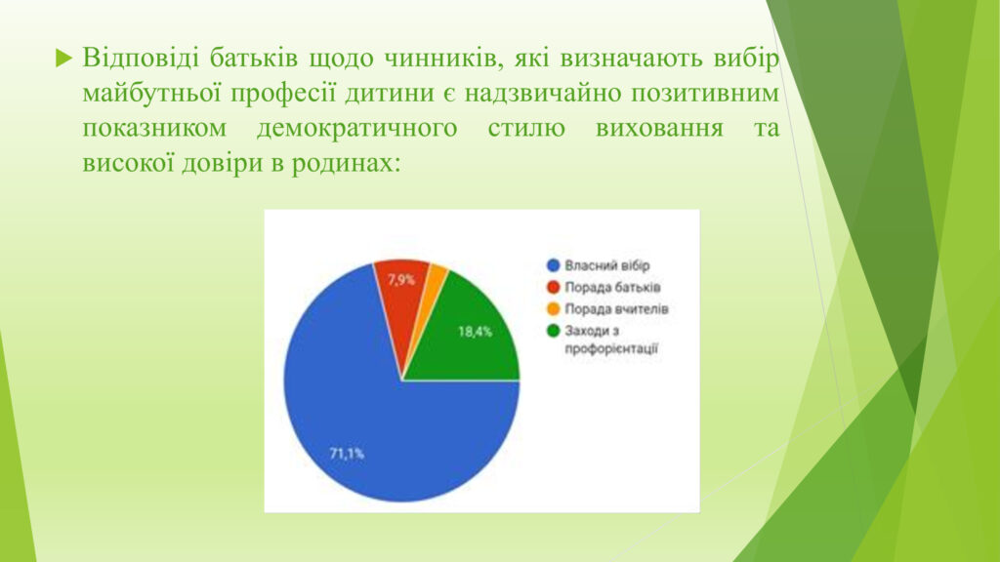 Відповіді батьків щодо чинників, які визначають вибір
майбутньої професії дитини є надзвичайно позитивним
показником демократичного стилю виховання та
високої довіри в родинах:
7,9%
18,4%
71,1%
Власний вібір
Порада батьків
Порада вчителів
Заходи з
профорієнтації